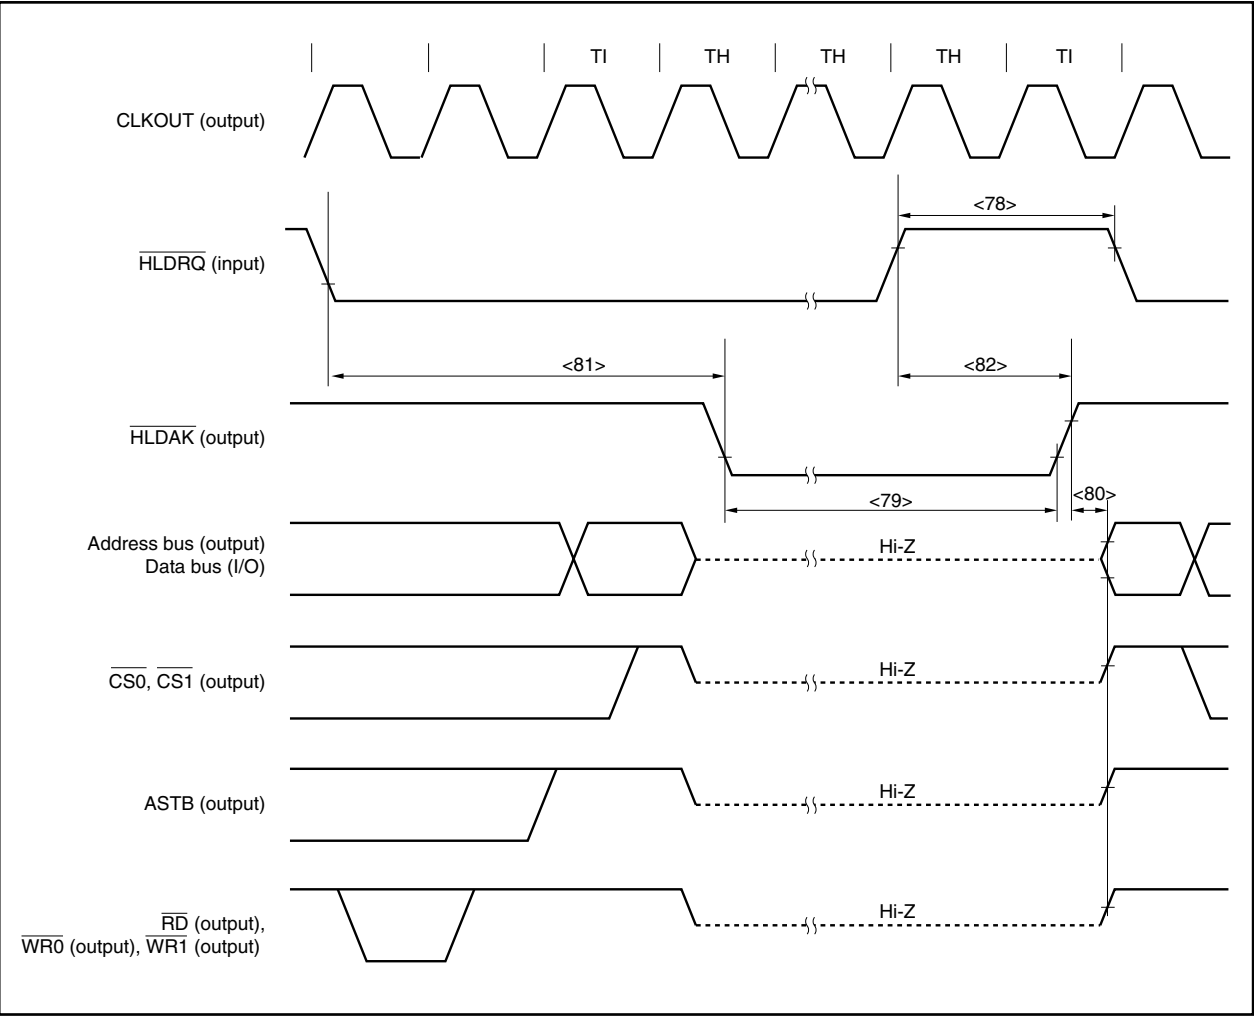 TI TH TH TH TI
CLKOUT (output)
<78>
HLDRQ (input)
<81> <82>
HLDAK (output)
<79> <80>
Address bus (output)
Data bus (I/O)
Hi-Z
CS0, CS1 (output)
Hi-Z
ASTB (output)
Hi-Z
RD (output),
WR0 (output), WR1 (output)
Hi-Z